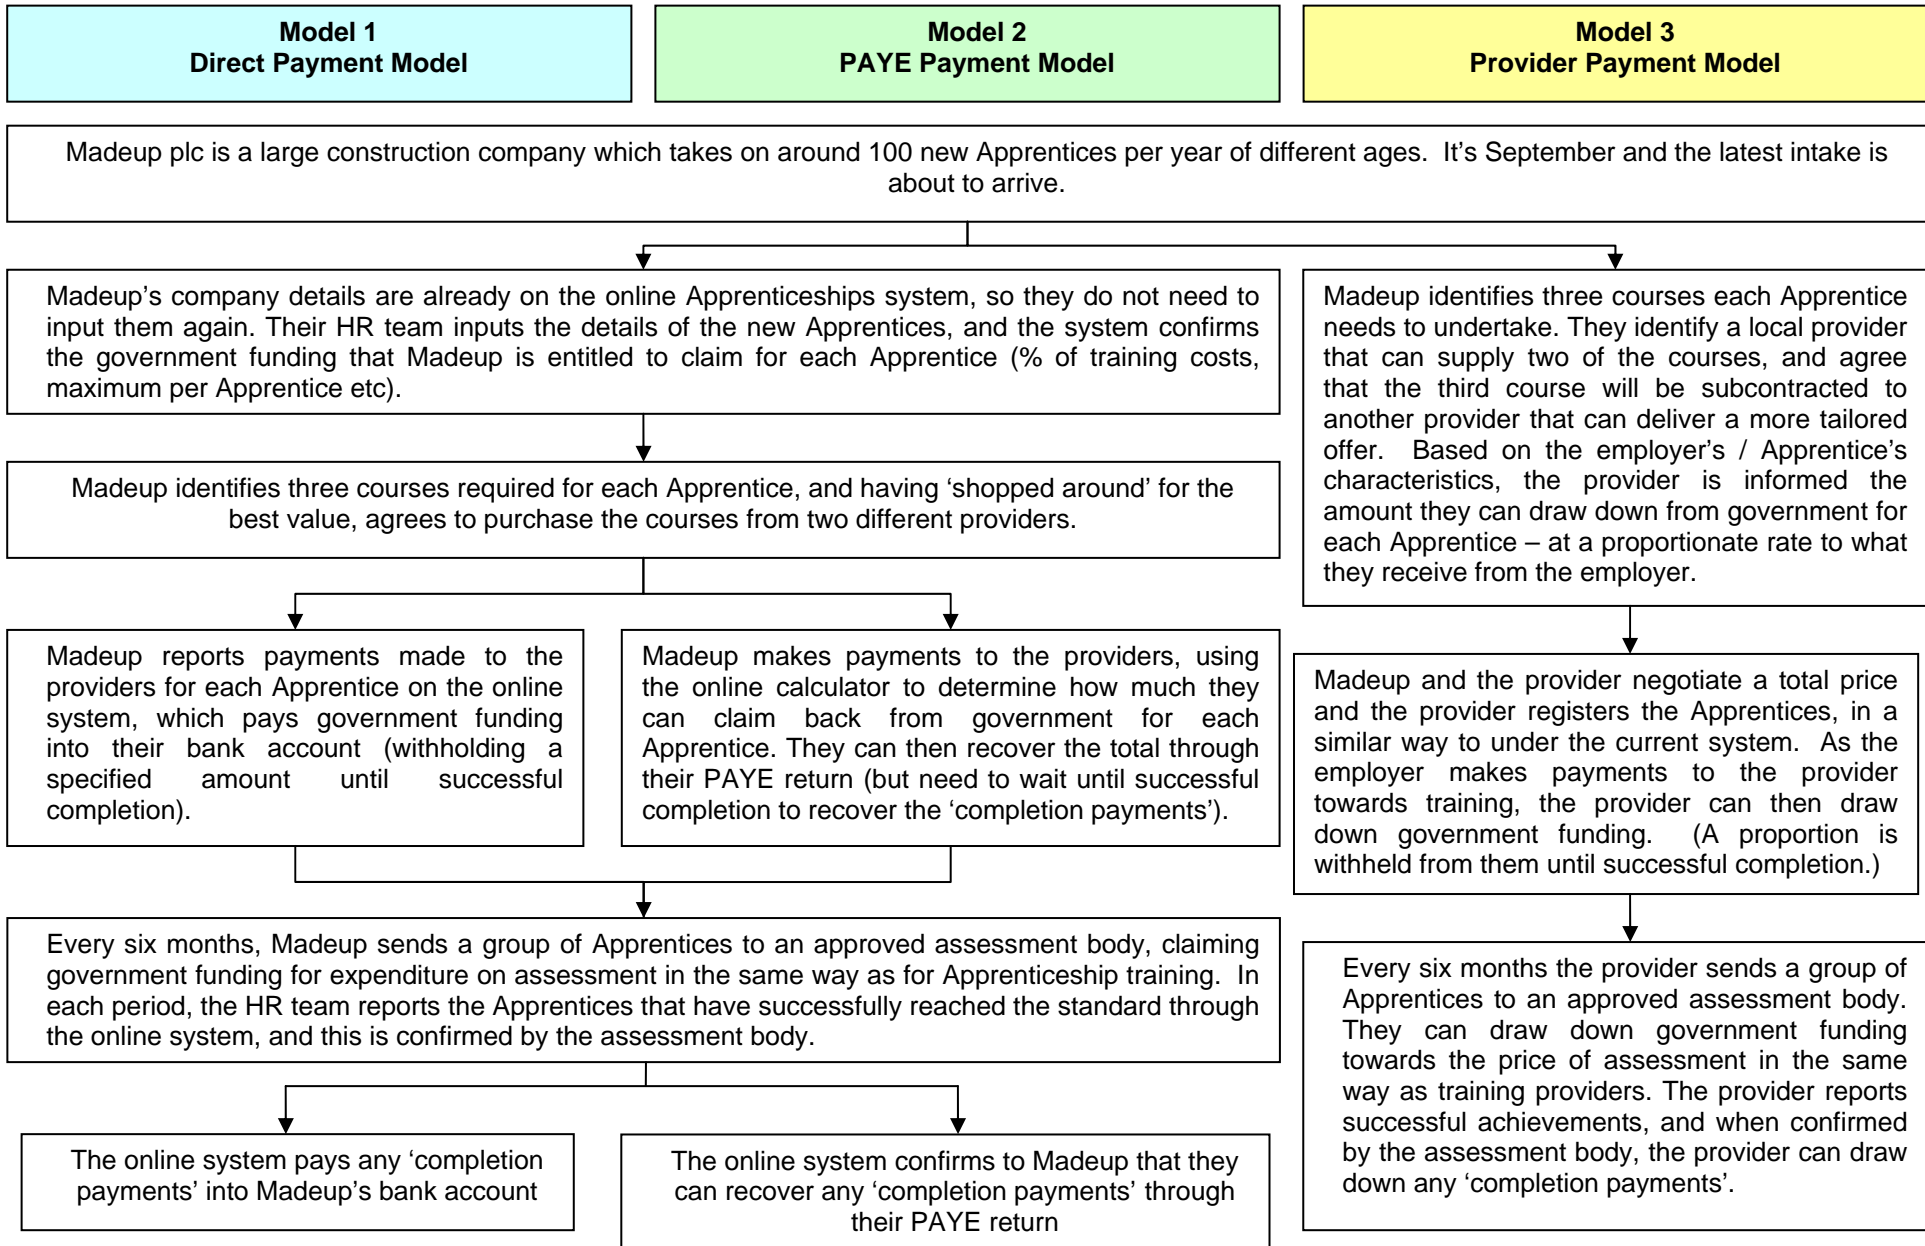 Model 1
Direct Payment Model
Model 2
PAYE Payment Model
Model 3
Provider Payment Model
Madeup plc is a large construction company which takes on around 100 new Apprentices per year of different ages.  It's September and the latest intake is
about to arrive.
Madeup's company details are already on the online Apprenticeships system, so they do not need to
input them again. Their HR team inputs the details of the new Apprentices, and the system confirms
the government funding that Madeup is entitled to claim for each Apprentice (% of training costs,
maximum per Apprentice etc).
Madeup identifies three courses required for each Apprentice, and having 'shopped around' for the
best value, agrees to purchase the courses from two different providers.
Madeup reports payments made to the
providers for each Apprentice on the online
system, which pays government funding
into their bank account (withholding a
specified amount until successful
completion).
Madeup makes payments to the providers, using
the online calculator to determine how much they
can claim back from government for each
Apprentice. They can then recover the total through
their PAYE return (but need to wait until successful
completion to recover the 'completion payments').
Every six months, Madeup sends a group of Apprentices to an approved assessment body, claiming
government funding for expenditure on assessment in the same way as for Apprenticeship training.  In
each period, the HR team reports the Apprentices that have successfully reached the standard through
the online system, and this is confirmed by the assessment body.
The online system pays any 'completion
payments' into Madeup's bank account
The online system confirms to Madeup that they
can recover any 'completion payments' through
their PAYE return
Madeup identifies three courses each Apprentice
needs to undertake. They identify a local provider
that can supply two of the courses, and agree
that the third course will be subcontracted to
another provider that can deliver a more tailored
offer.  Based on the employer's / Apprentice's
characteristics, the provider is informed the
amount they can draw down from government for
each Apprentice – at a proportionate rate to what
they receive from the employer.
Madeup and the provider negotiate a total price
and the provider registers the Apprentices, in a
similar way to under the current system.  As the
employer makes payments to the provider
towards training, the provider can then draw
down government funding.  (A proportion is
withheld from them until successful completion.)
Every six months the provider sends a group of
Apprentices to an approved assessment body.
They can draw down government funding
towards the price of assessment in the same
way as training providers. The provider reports
successful achievements, and when confirmed
by the assessment body, the provider can draw
down any 'completion payments'.